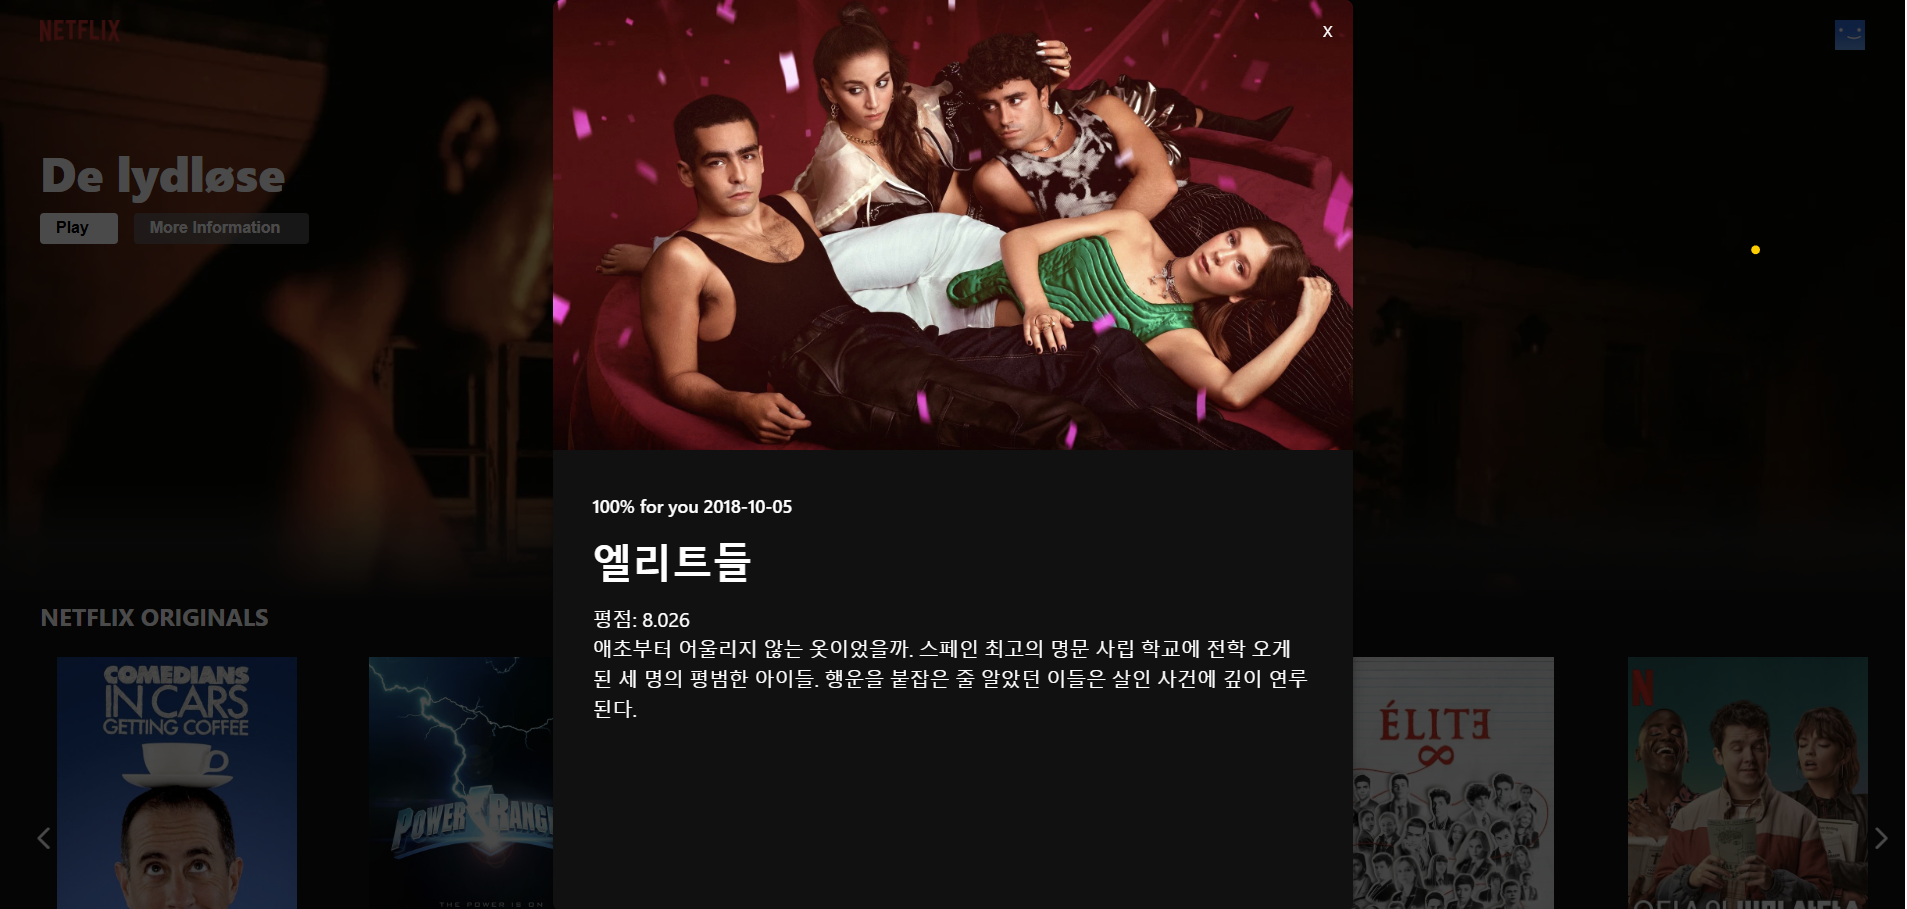 NETFLIX
X
De lydløse
Play
More Information
100% for you 2018-10-05
엘리트들
평점: 8.026
애초부터 어울리지 않는 옷이었을까. 스페인 최고의 명문 사립 학교에 전학 오게
된 세 명의 평범한 아이들. 행운을 붙잡은 줄 알았던 이들은 살인 사건에 깊이 연루
된다.
NETFLIX ORIGINALS
COMEDIANS
IN CARS
GETTING COFFEE
POWER RANG
THE POWER IS ON
ÉLITƎ
N